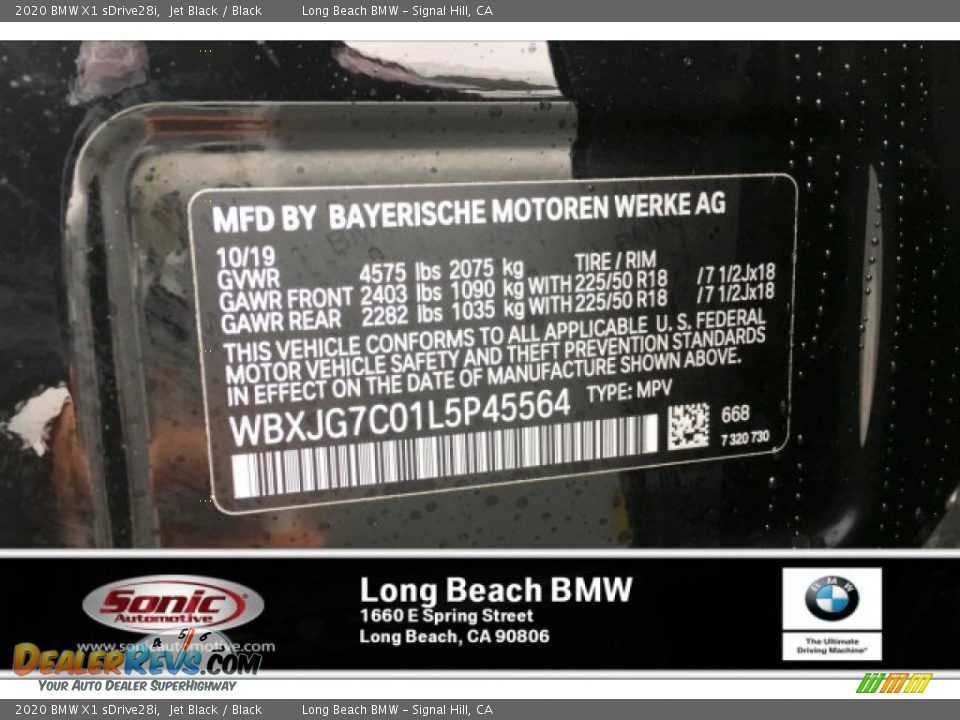 2020 BMW X1 sDrive28i, Jet Black / Black Long Beach BMW - Signal Hill, CA
MFD BY BAYERISCHE MOTOREN WERKE AG
10/19 TIRE / RIM
GVWR 4575 lbs 2075 kg
GAWR FRONT 2403 lbs 1090 kg WITH 225/50 R18 / 7 1/2Jx18
GAWR REAR 2282 lbs 1035 kg WITH 225/50 R18 / 7 1/2Jx18
THIS VEHICLE CONFORMS TO ALL APPLICABLE U. S. FEDERAL
MOTOR VEHICLE SAFETY AND THEFT PREVENTION STANDARDS
IN EFFECT ON THE DATE OF MANUFACTURE SHOWN ABOVE.
WBXJG7C01L5P45564 TYPE: MPV
668
7 320 730
Sonic
Automotive
www.sonicautomotive.com
Long Beach BMW
1660 E Spring Street
Long Beach, CA 90806
BMW
The Ultimate
Driving Machine®
4 5 6
DealerRevs.com
Your Auto Dealer SuperHighway
2020 BMW X1 sDrive28i, Jet Black / Black Long Beach BMW - Signal Hill, CA